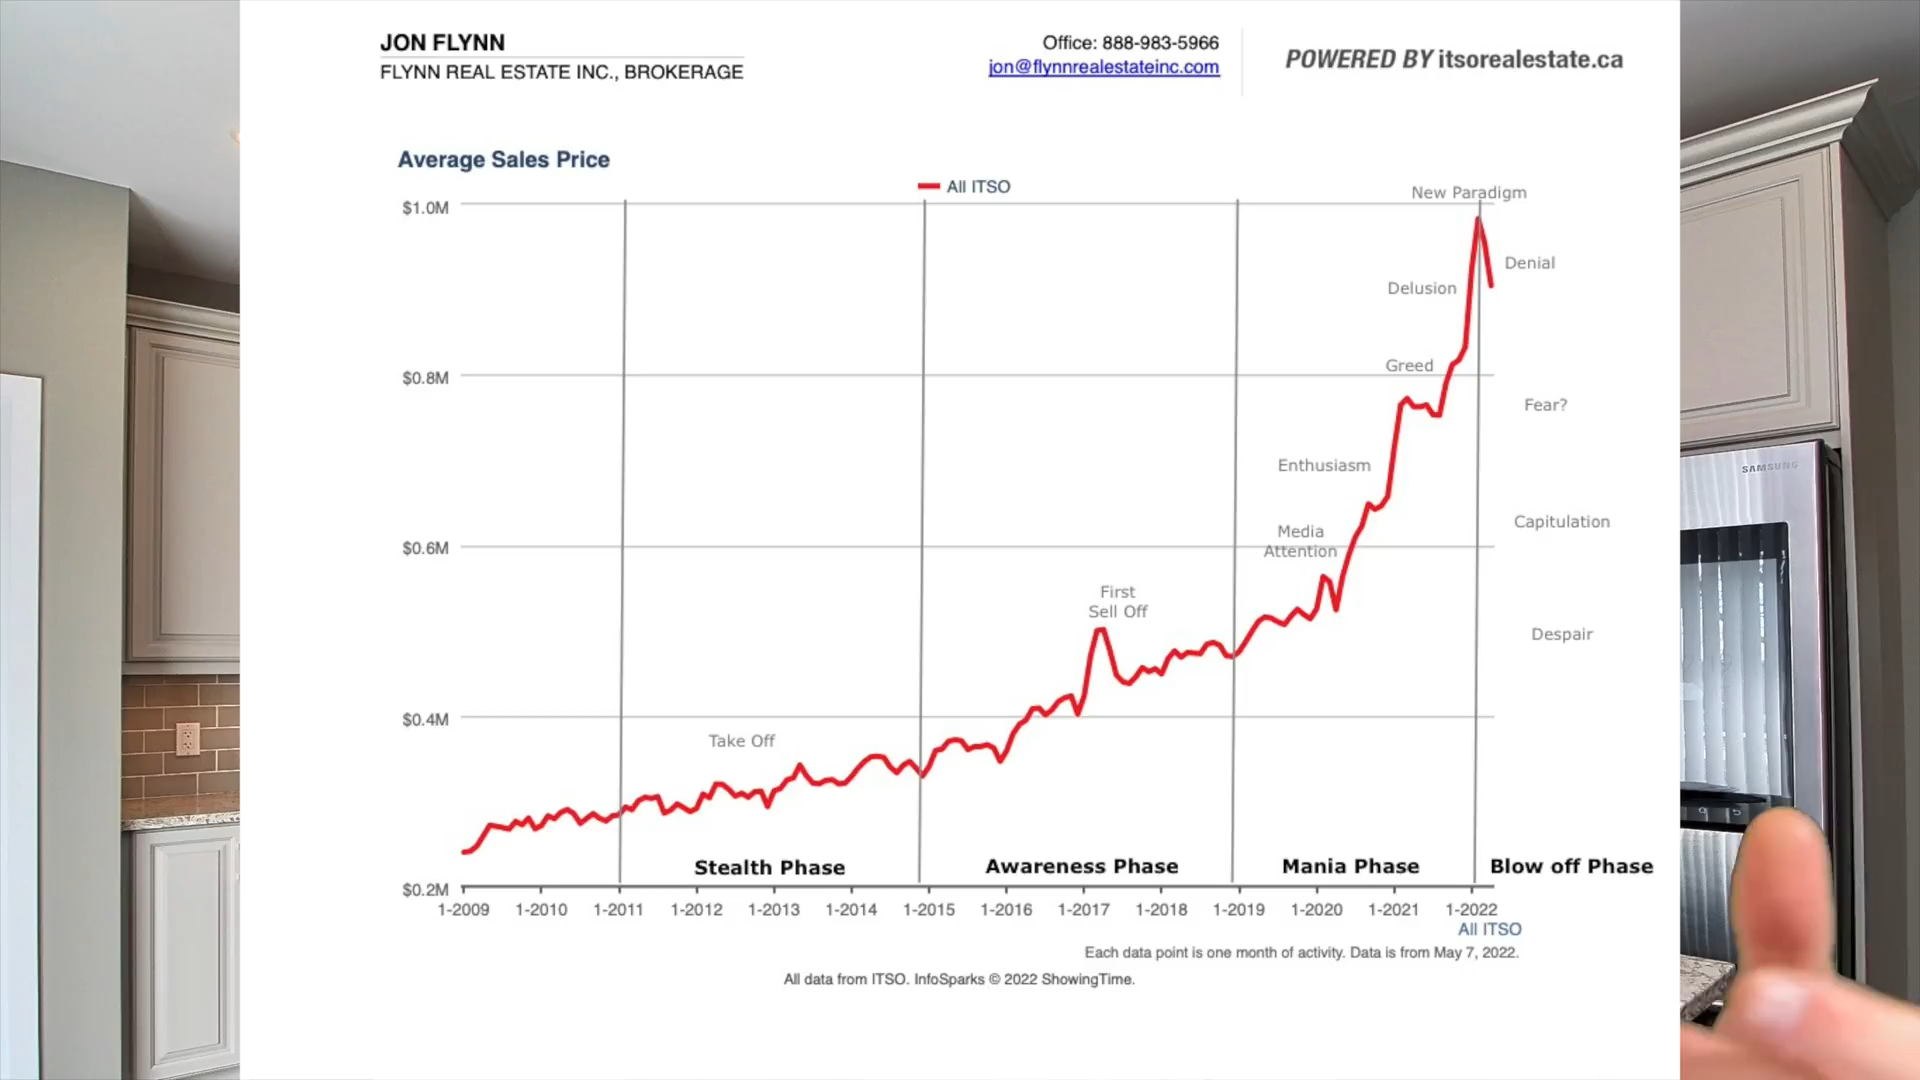 JON FLYNN
FLYNN REAL ESTATE INC., BROKERAGE
Office: 888-983-5966
jon@flynnrealestateinc.com
POWERED BY itsorealestate.ca
Average Sales Price
All ITSO
$1.0M
$0.8M
$0.6M
$0.4M
$0.2M
New Paradigm
Denial
Delusion
Greed
Fear?
Enthusiasm
Capitulation
Media
Attention
First
Sell Off
Despair
Take Off
Stealth Phase
Awareness Phase
Mania Phase
Blow off Phase
1-2009 1-2010 1-2011 1-2012 1-2013 1-2014 1-2015 1-2016 1-2017 1-2018 1-2019 1-2020 1-2021 1-2022
All ITSO
Each data point is one month of activity. Data is from May 7, 2022.
All data from ITSO. InfoSparks © 2022 ShowingTime.
SAMSUNG